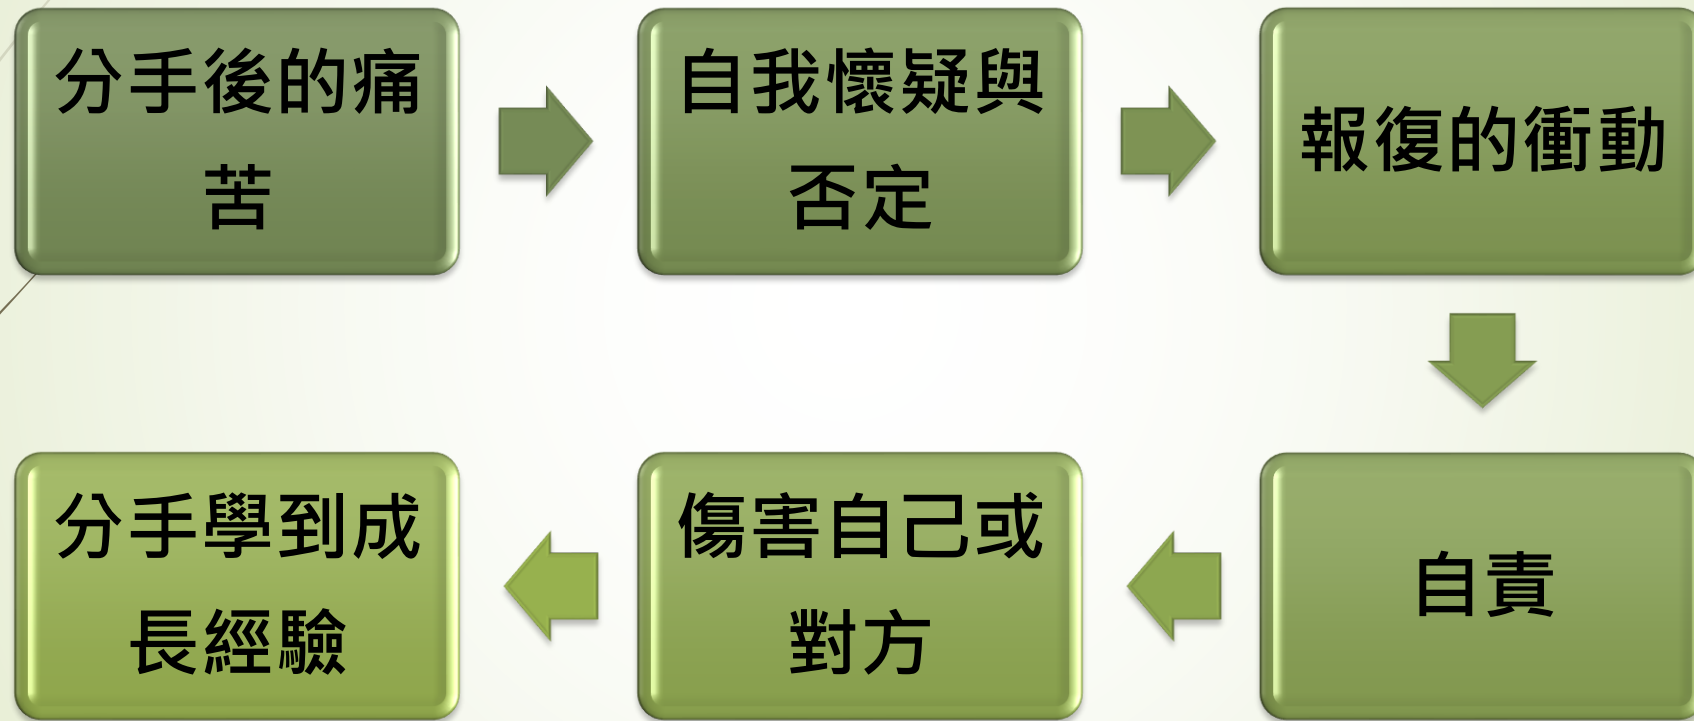 分手後的痛
苦
自我懷疑與
否定
報復的衝動
自責
傷害自己或
對方
分手學到成
長經驗